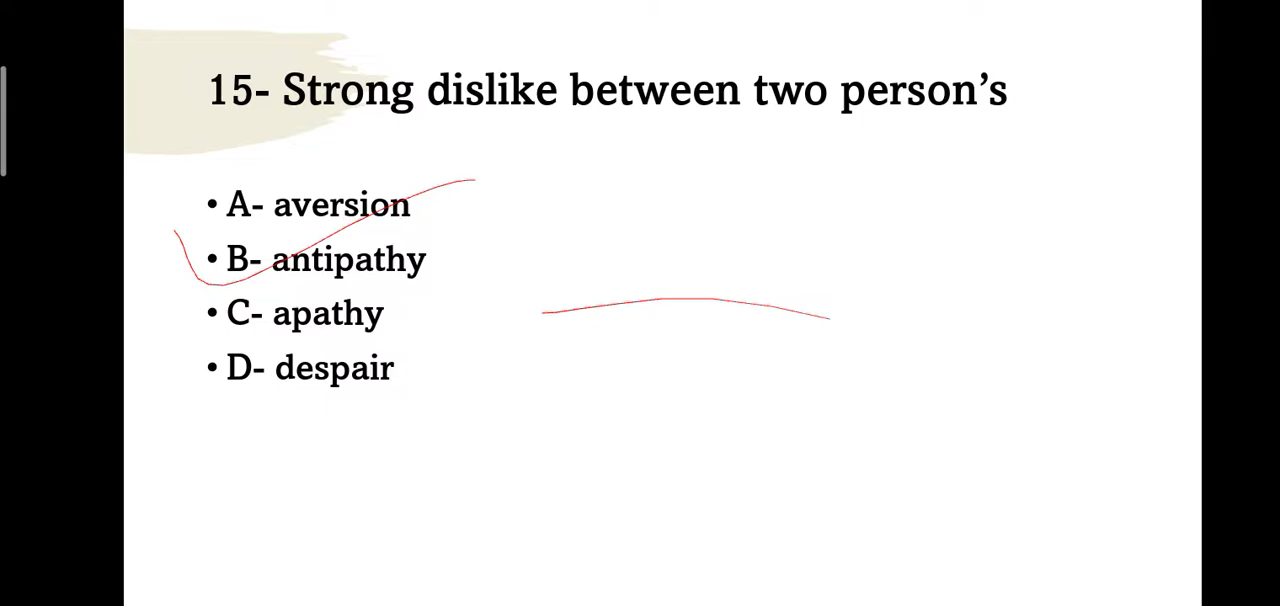 15- Strong dislike between two person’s
• A- aversion
• B- antipathy
• C- apathy
• D- despair